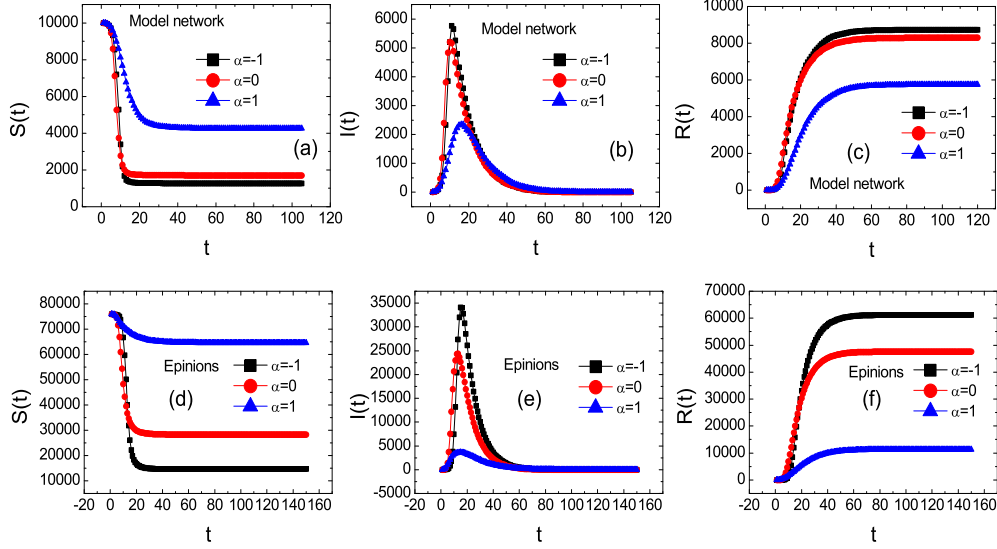 10000
8000
6000
4000
2000
0
S(t)
Model network
α=-1
α=0
α=1
(a)
0 20 40 60 80 100 120
t
7000
6000
5000
4000
3000
2000
1000
0
I(t)
Model network
α=-1
α=0
α=1
(b)
0 20 40 60 80 100 120
t
10000
8000
6000
4000
2000
0
R(t)
α=-1
α=0
α=1
(c)
Model network
0 20 40 60 80 100 120
t
80000
70000
60000
50000
40000
30000
20000
10000
S(t)
Epinions
α=-1
α=0
α=1
(d)
-20 0 20 40 60 80 100 120 140 160
t
35000
30000
25000
20000
15000
10000
5000
0
-5000
I(t)
Epinions
α=-1
α=0
α=1
(e)
-20 0 20 40 60 80 100 120 140 160
t
70000
60000
50000
40000
30000
20000
10000
0
R(t)
Epinions
α=-1
α=0
α=1
(f)
-20 0 20 40 60 80 100 120 140 160
t